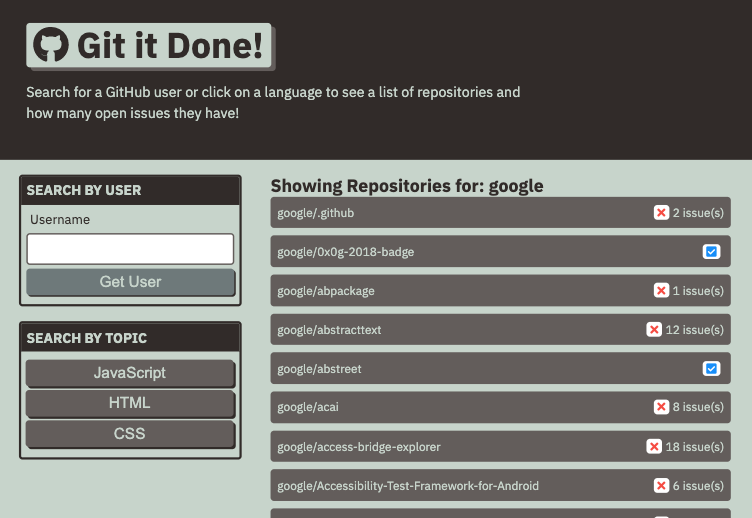 Git it Done!
Search for a GitHub user or click on a language to see a list of repositories and
how many open issues they have!
SEARCH BY USER
Username
Get User
SEARCH BY TOPIC
JavaScript
HTML
CSS
Showing Repositories for: google
google/.github 2 issue(s)
google/0x0g-2018-badge
google/abpackage 1 issue(s)
google/abstracttext 12 issue(s)
google/abstreet
google/acai 8 issue(s)
google/access-bridge-explorer 18 issue(s)
google/Accessibility-Test-Framework-for-Android 6 issue(s)